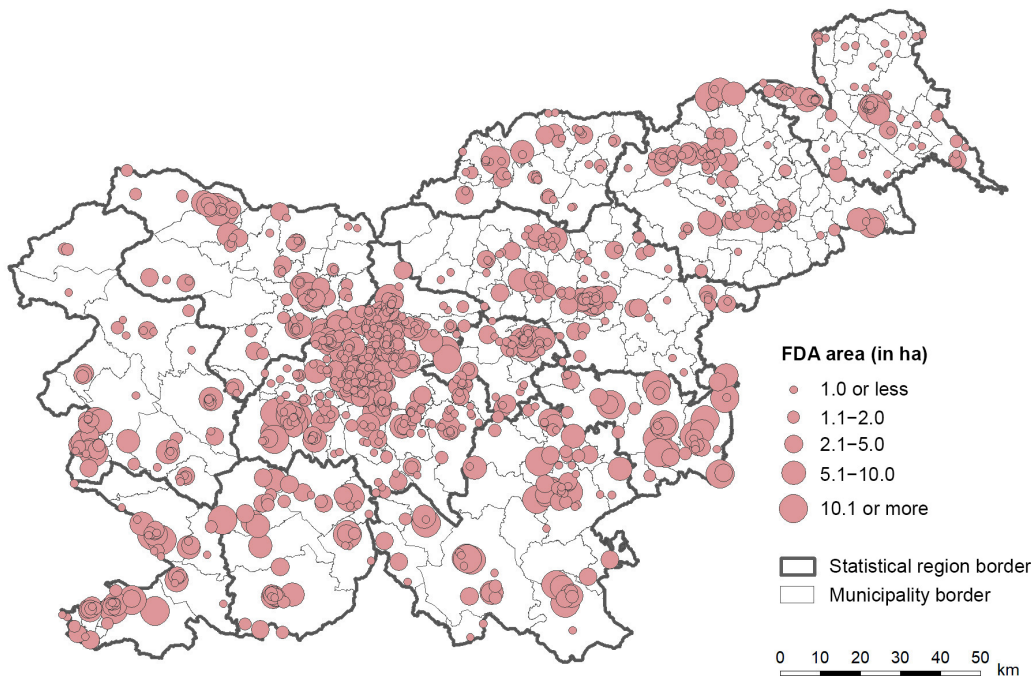 FDA area (in ha)
1.0 or less
1.1–2.0
2.1–5.0
5.1–10.0
10.1 or more
Statistical region border
Municipality border
0 10 20 30 40 50
km